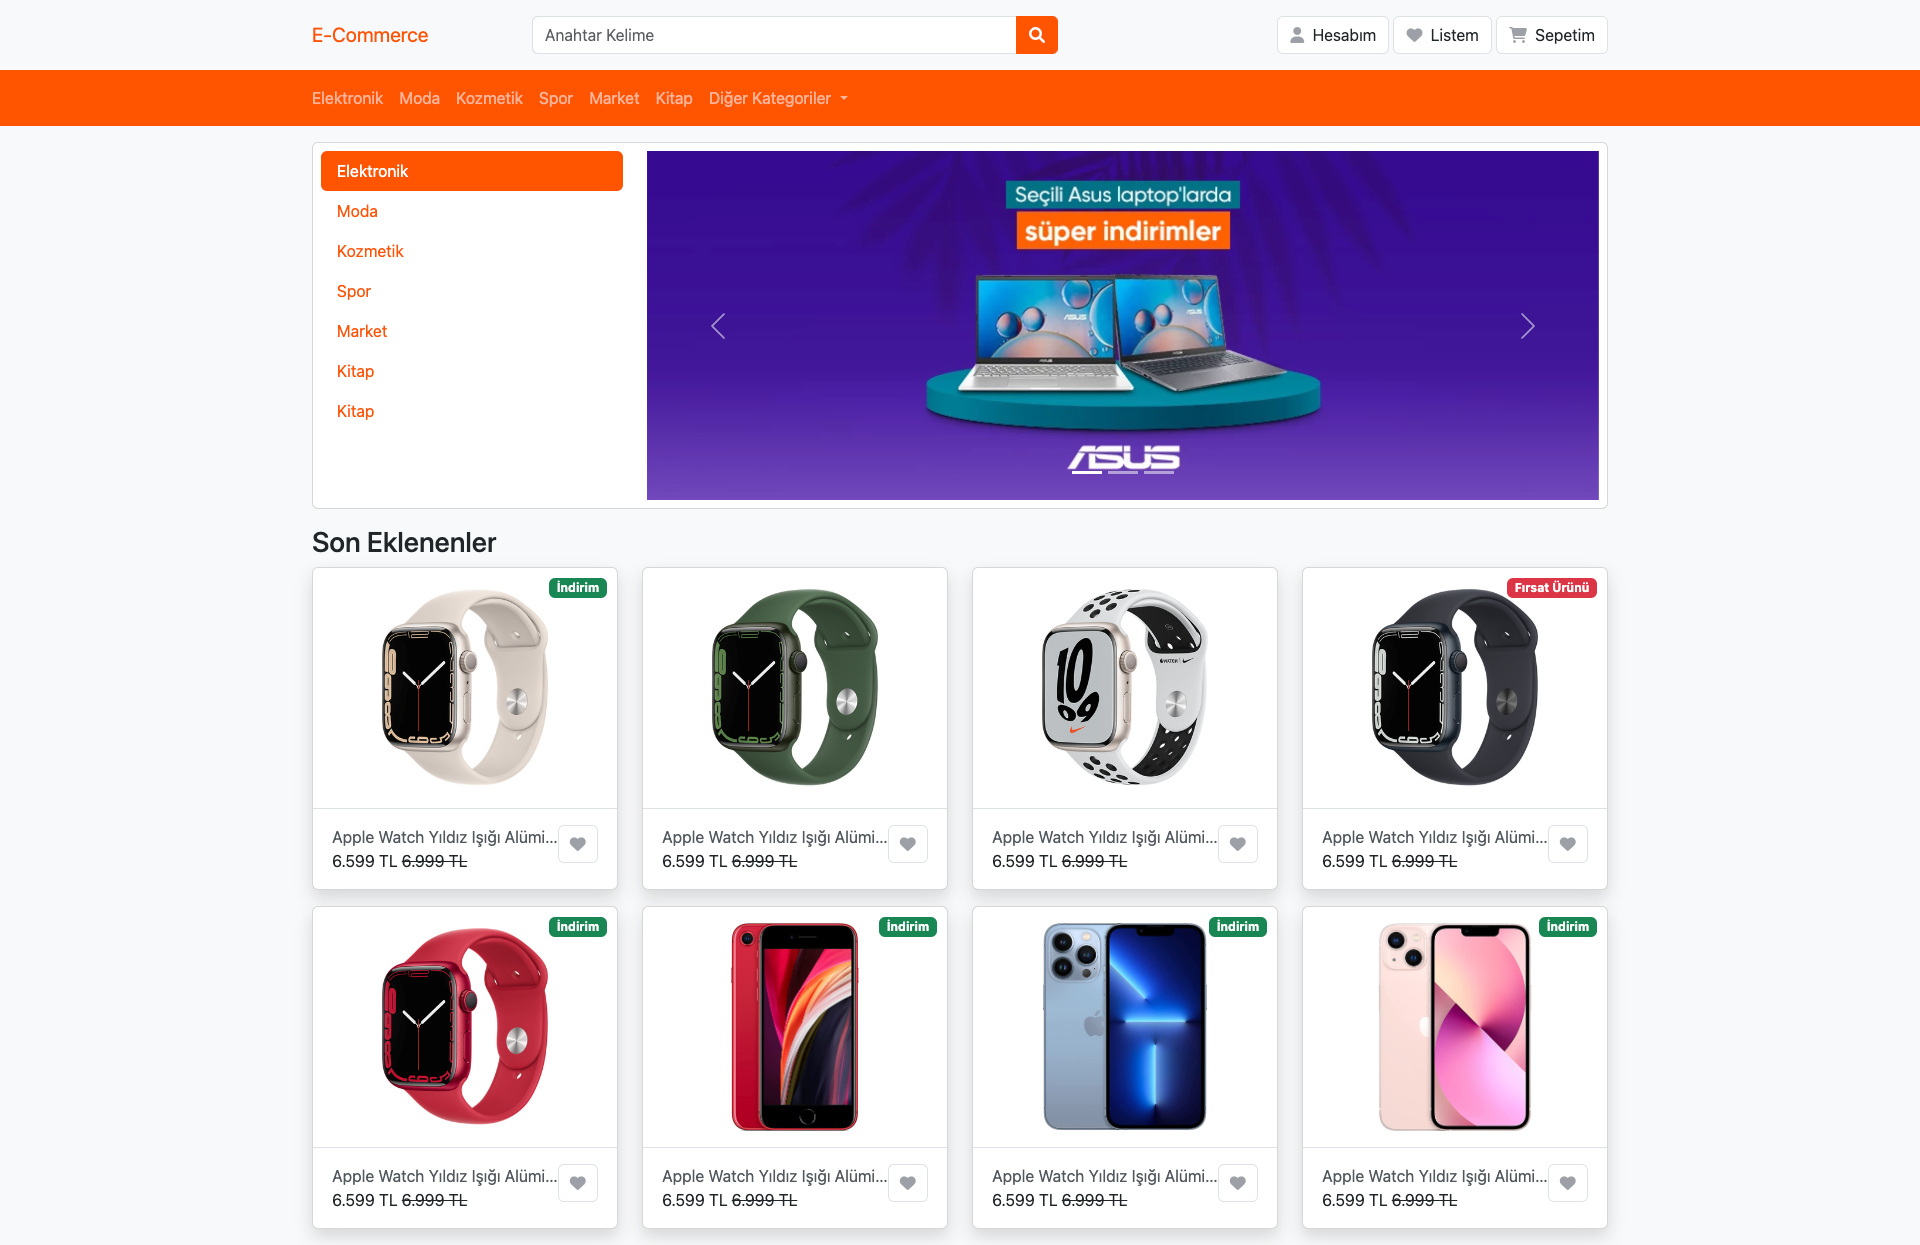 E-Commerce
Anahtar Kelime
Hesabım
Listem
Sepetim
Elektronik Moda Kozmetik Spor Market Kitap Diğer Kategoriler
Elektronik
Moda
Kozmetik
Spor
Market
Kitap
Kitap
Seçili Asus laptop'larda
süper indirimler
ASUS
Son Eklenenler
İndirim
Fırsat Ürünü
Apple Watch Yıldız Işığı Alümi...
6.599 TL 6.999 TL
Apple Watch Yıldız Işığı Alümi...
6.599 TL 6.999 TL
Apple Watch Yıldız Işığı Alümi...
6.599 TL 6.999 TL
Apple Watch Yıldız Işığı Alümi...
6.599 TL 6.999 TL
İndirim
İndirim
İndirim
İndirim
Apple Watch Yıldız Işığı Alümi...
6.599 TL 6.999 TL
Apple Watch Yıldız Işığı Alümi...
6.599 TL 6.999 TL
Apple Watch Yıldız Işığı Alümi...
6.599 TL 6.999 TL
Apple Watch Yıldız Işığı Alümi...
6.599 TL 6.999 TL